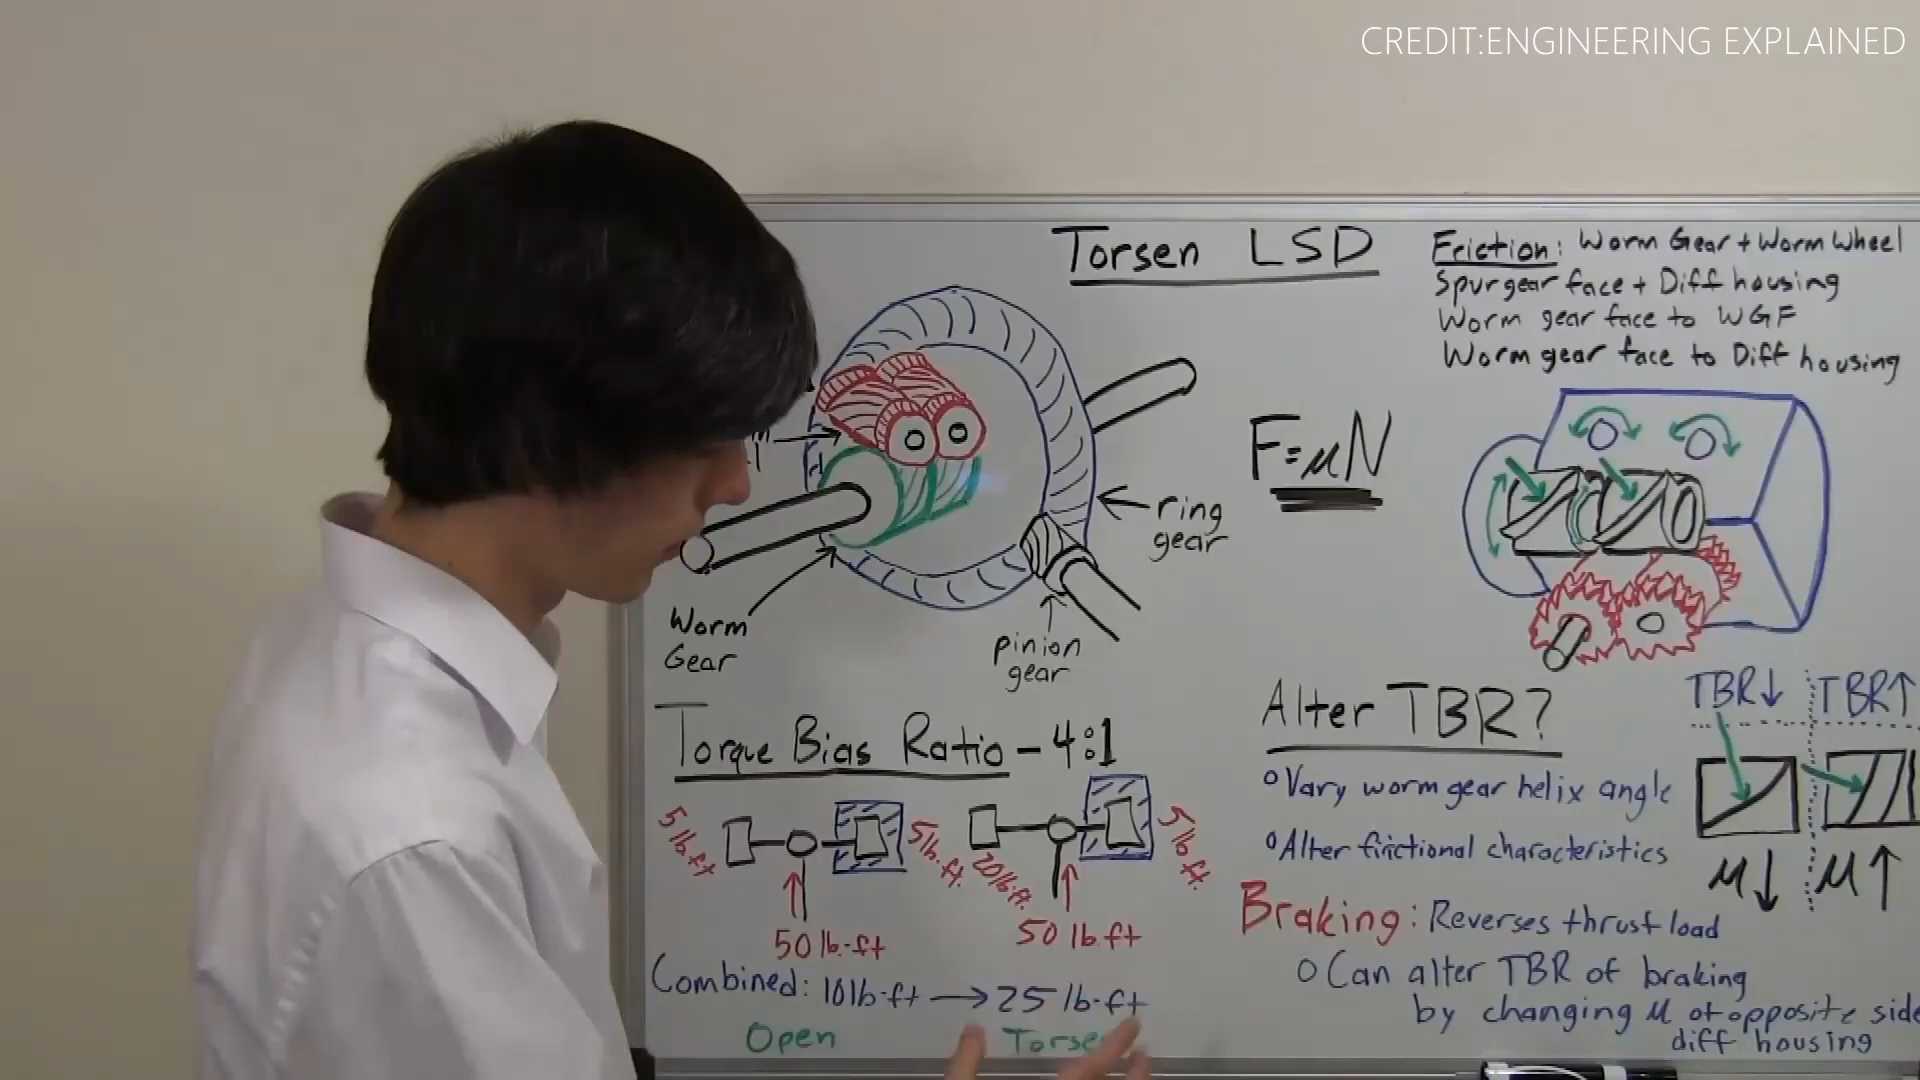 CREDIT:ENGINEERING EXPLAINED
Torsen LSD
Friction: Worm Gear + Worm Wheel
Spur gear face + Diff housing
Worm gear face to WGF
Worm gear face to Diff housing
F=μN
ring
gear
Worm
Gear
pinion
gear
Torque Bias Ratio - 4:1
5 lb.ft
5 lb.ft.
50 lb.-ft
20 lb.ft.
5 lb ft.
50 lb ft
Combined: 10 lb-ft → 25 lb-ft
Open
Alter TBR?
° Vary worm gear helix angle
° Alter firctional characteristics
TBR↓
TBR↑
μ↓
μ↑
Braking: Reverses thrust load
○ Can alter TBR of braking
by changing μ of opposite side
diff housing